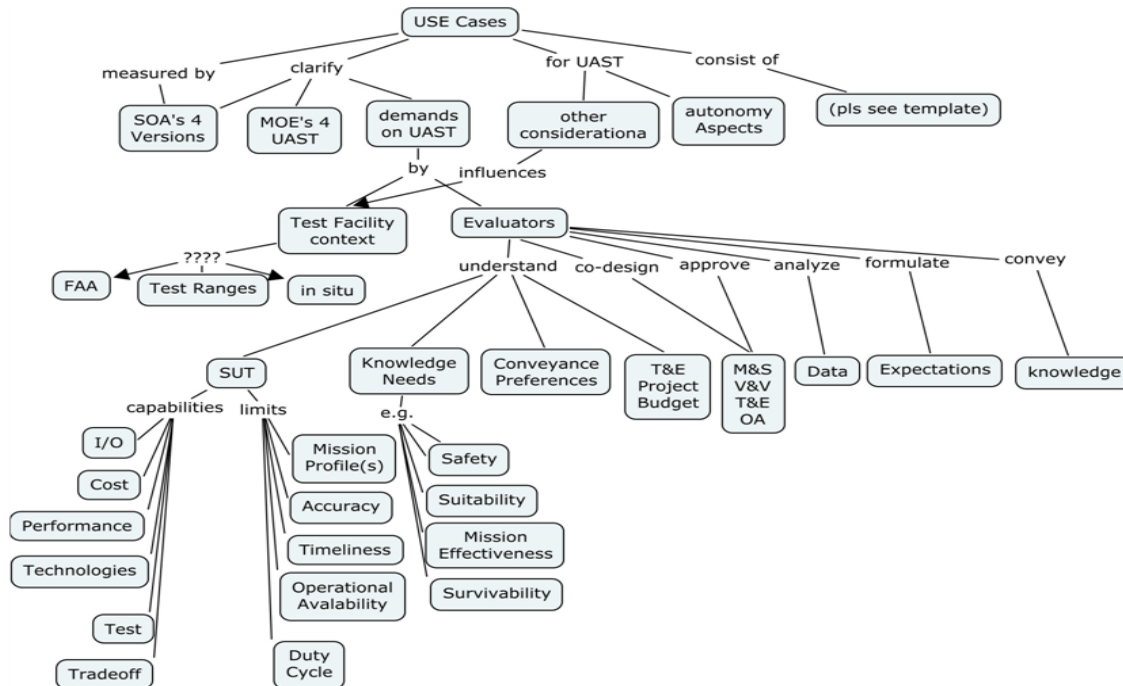 USE Cases
measured by
clarify
for UAST
consist of
SOA's 4
Versions
MOE's 4
UAST
demands
on UAST
other
considerationa
autonomy
Aspects
(pls see template)
by
influences
Test Facility
context
Evaluators
????
FAA
Test Ranges
in situ
understand
co-design
approve
analyze
formulate
convey
SUT
Knowledge
Needs
Conveyance
Preferences
T&E
Project
Budget
M&S
V&V
T&E
OA
Data
Expectations
knowledge
capabilities
limits
e.g.
I/O
Cost
Performance
Technologies
Test
Tradeoff
Mission
Profile(s)
Accuracy
Timeliness
Operational
Avalability
Duty
Cycle
Safety
Suitability
Mission
Effectiveness
Survivability